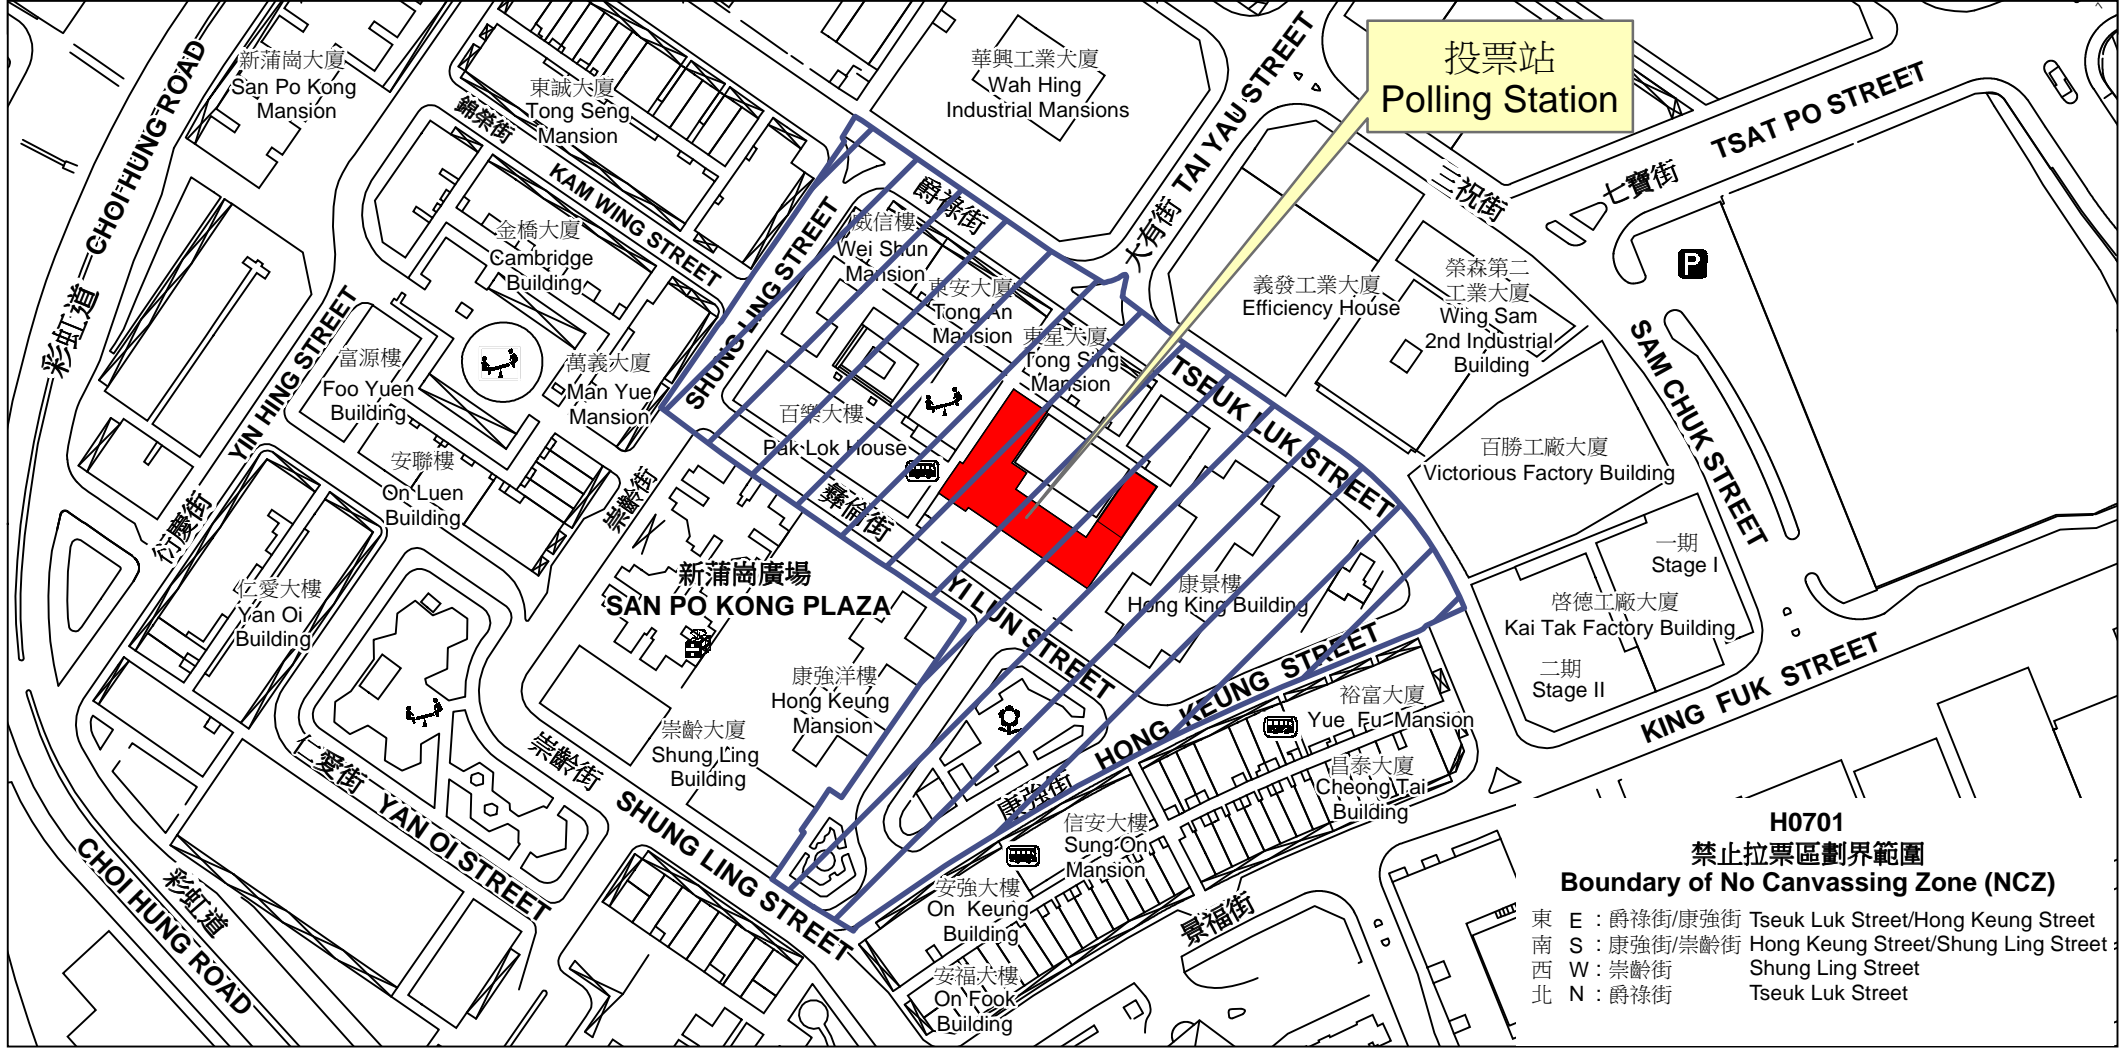 投票站
Polling Station
新蒲崗大廈
San Po Kong
Mansion
東誠大廈
Tong Seng
Mansion
華興工業大廈
Wah Hing
Industrial Mansions
彩虹道
CHOI HUNG ROAD
錦榮街
KAM WING STREET
大有街
TAI YAU STREET
七寶街
TSAT PO STREET
三祝街
SAM CHUK STREET
爵祿街
TSEUK LUK STREET
威信樓
Wei Shun
Mansion
金橋大廈
Cambridge
Building
東安大廈
Tong An
Mansion
東星大廈
Tong Sing
Mansion
義發工業大廈
Efficiency House
榮森第二
工業大廈
Wing Sam
2nd Industrial
Building
P
SHUNG LING STREET
崇齡街
YIN HING STREET
衍慶街
富源樓
Foo Yuen
Building
萬義大廈
Man Yue
Mansion
百樂大樓
Pak Lok House
安聯樓
On Luen
Building
百勝工廠大廈
Victorious Factory Building
彝倫街
YI LUN STREET
新蒲崗廣場
SAN PO KONG PLAZA
仁愛大樓
Yan Oi
Building
康景樓
Hong King Building
一期
Stage I
啓德工廠大廈
Kai Tak Factory Building
二期
Stage II
康強洋樓
Hong Keung
Mansion
崇齡大廈
Shung Ling
Building
康強街
HONG KEUNG STREET
裕富大廈
Yue Fu Mansion
昌泰大廈
Cheong Tai
Building
KING FUK STREET
景福街
仁愛街
YAN OI STREET
崇齡街
SHUNG LING STREET
信安大樓
Sung On
Mansion
安強大樓
On Keung
Building
安福大樓
On Fook
Building
彩虹道
CHOI HUNG ROAD
H0701
禁止拉票區劃界範圍
Boundary of No Canvassing Zone (NCZ)
東 E : 爵祿街/康強街 Tseuk Luk Street/Hong Keung Street
南 S : 康強街/崇齡街 Hong Keung Street/Shung Ling Street
西 W : 崇齡街 Shung Ling Street
北 N : 爵祿街 Tseuk Luk Street